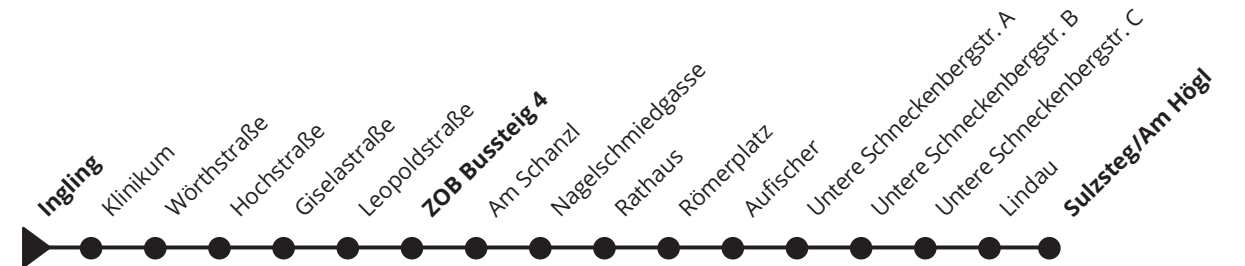 Ingling
Klinikum
Wörthstraße
Hochstraße
Giselastraße
Leopoldstraße
ZOB Bussteig 4
Am Schanzl
Nagelschmiedgasse
Rathaus
Römerplatz
Aufischer
Untere Schneckenbergstr. A
Untere Schneckenbergstr. B
Untere Schneckenbergstr. C
Lindau
Sulzsteg/Am Högl